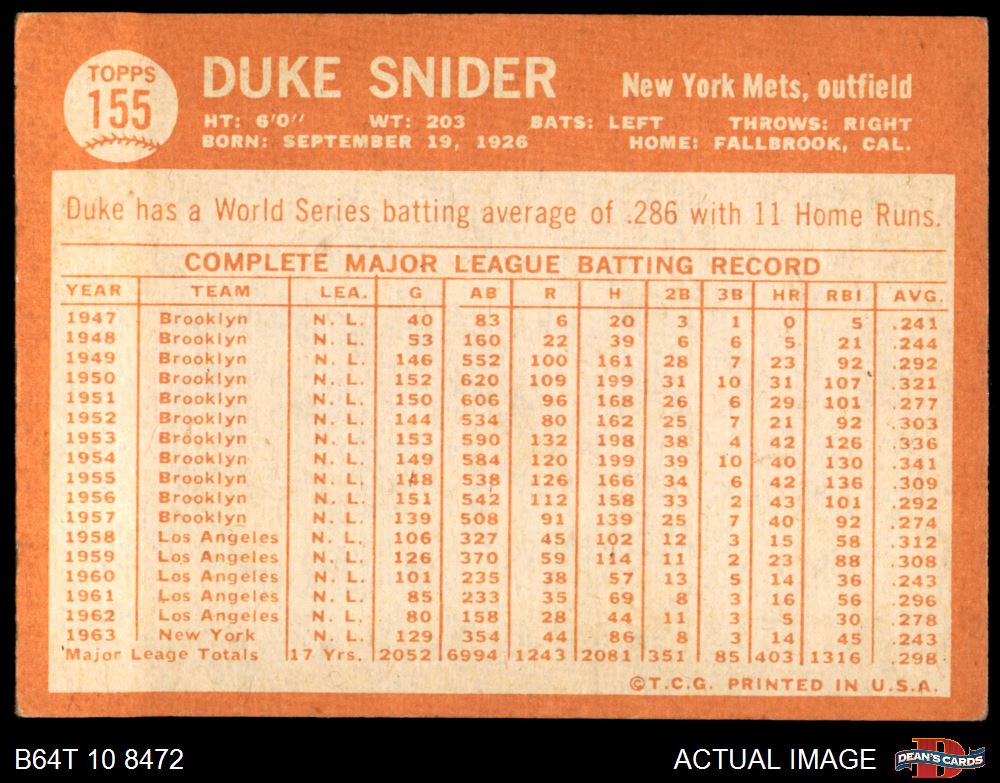 TOPPS
155
DUKE SNIDER New York Mets, outfield
HT: 6'0" WT: 203 BATS: LEFT THROWS: RIGHT
BORN: SEPTEMBER 19, 1926 HOME: FALLBROOK, CAL.
Duke has a World Series batting average of .286 with 11 Home Runs.
COMPLETE MAJOR LEAGUE BATTING RECORD
YEAR TEAM LEA. G AB R H 2B 3B HR RBI AVG.
1947 Brooklyn N. L. 40 83 6 20 3 1 0 5 .241
1948 Brooklyn N. L. 53 160 22 39 6 6 5 21 .244
1949 Brooklyn N. L. 146 552 100 161 28 7 23 92 .292
1950 Brooklyn N. L. 152 620 109 199 31 10 31 107 .321
1951 Brooklyn N. L. 150 606 96 168 26 6 29 101 .277
1952 Brooklyn N. L. 144 534 80 162 25 7 21 92 .303
1953 Brooklyn N. L. 153 590 132 198 38 4 42 126 .336
1954 Brooklyn N. L. 149 584 120 199 39 10 40 130 .341
1955 Brooklyn N. L. 148 538 126 166 34 6 42 136 .309
1956 Brooklyn N. L. 151 542 112 158 33 2 43 101 .292
1957 Brooklyn N. L. 139 508 91 139 25 7 40 92 .274
1958 Los Angeles N. L. 106 327 45 102 12 3 15 58 .312
1959 Los Angeles N. L. 126 370 59 114 11 2 23 88 .308
1960 Los Angeles N. L. 101 235 38 57 13 5 14 36 .243
1961 Los Angeles N. L. 85 233 35 69 8 3 16 56 .296
1962 Los Angeles N. L. 80 158 28 44 11 3 5 30 .278
1963 New York N. L. 129 354 44 86 8 3 14 45 .243
Major Leage Totals 17 Yrs. 2052 6994 1243 2081 351 85 403 1316 .298
©T.C.G. PRINTED IN U.S.A.
B64T 10 8472 ACTUAL IMAGE DEAN'S CARDS